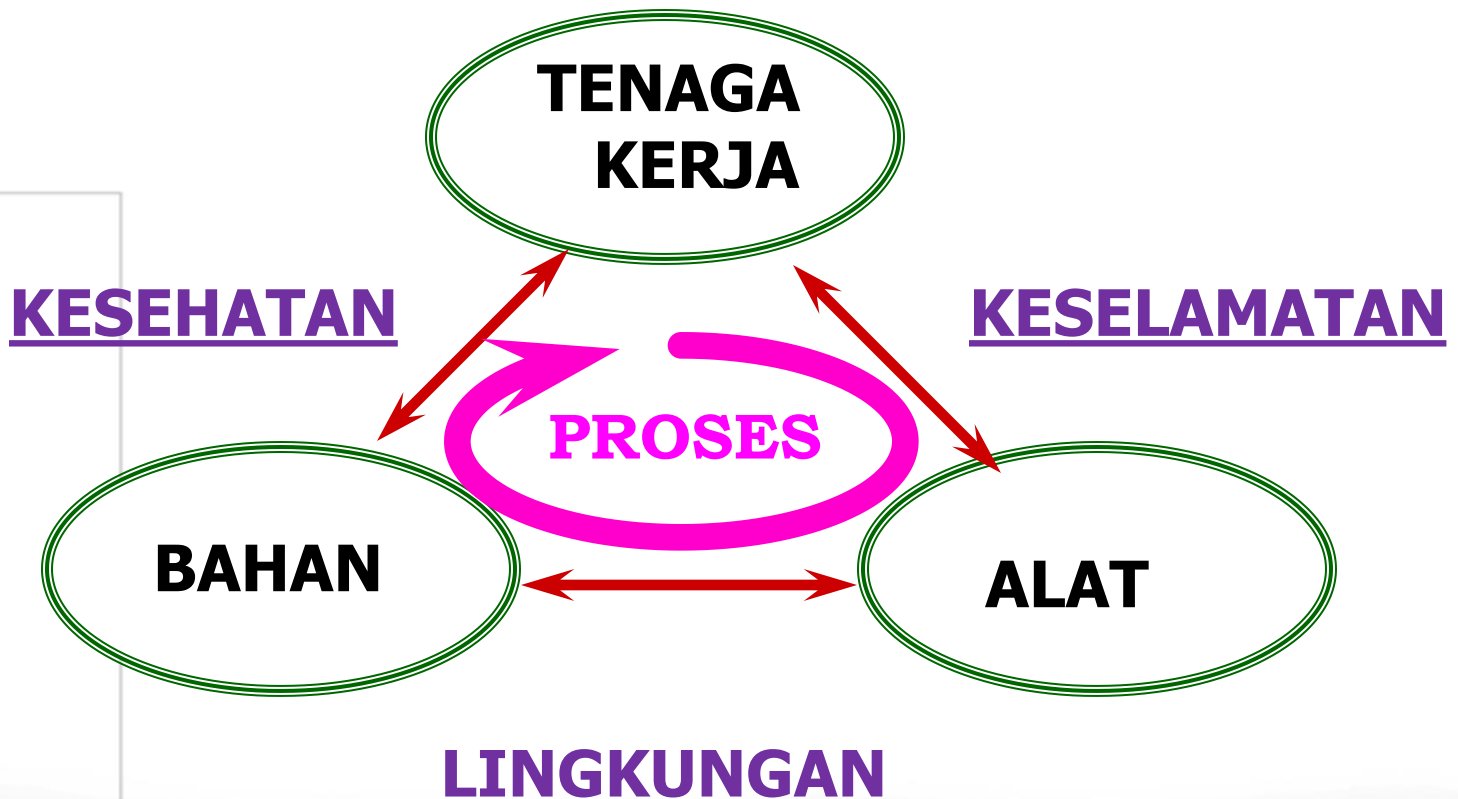 TENAGA
KERJA
KESEHATAN
KESELAMATAN
PROSES
BAHAN
ALAT
LINGKUNGAN